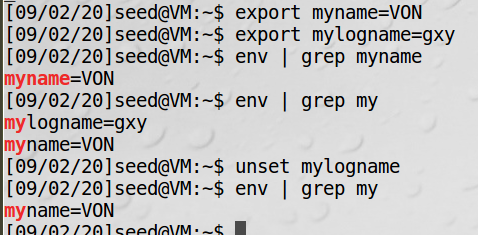 [09/02/20]seed@VM:~$ export myname=VON
[09/02/20]seed@VM:~$ export mylogname=gxy
[09/02/20]seed@VM:~$ env | grep myname
myname=VON
[09/02/20]seed@VM:~$ env | grep my
mylogname=gxy
myname=VON
[09/02/20]seed@VM:~$ unset mylogname
[09/02/20]seed@VM:~$ env | grep my
myname=VON
[09/02/20]seed@VM:~$